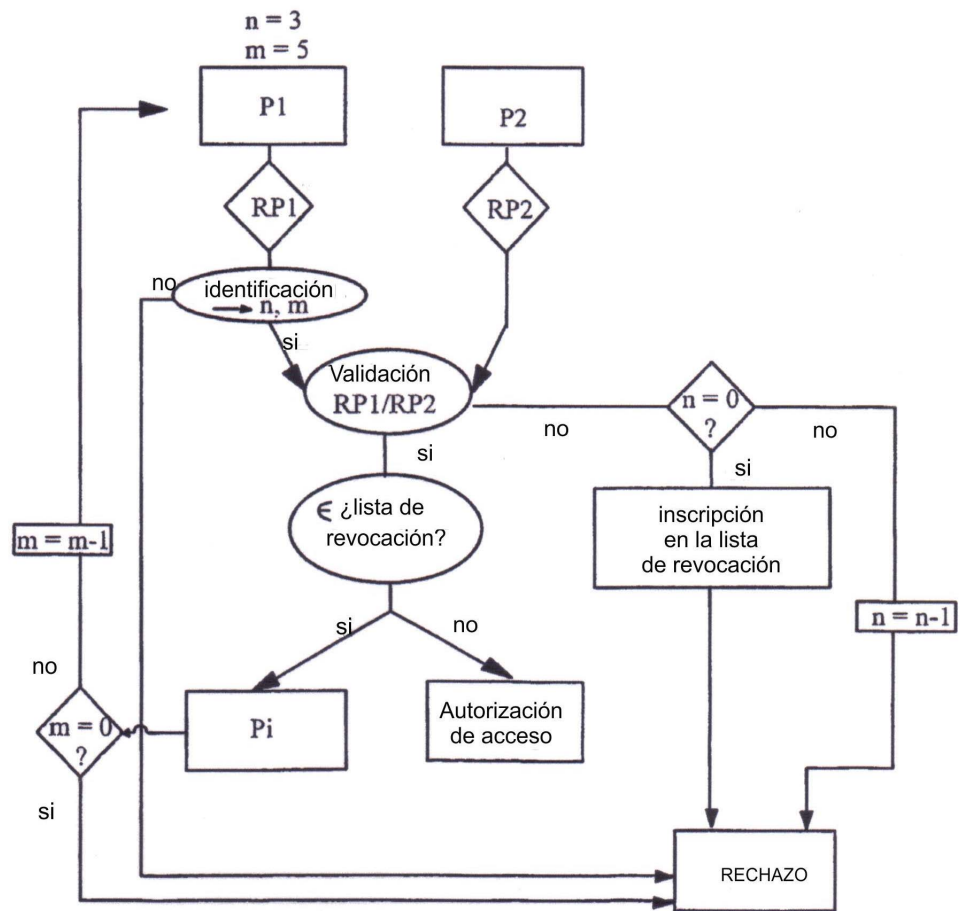 n = 3
m = 5
P1
P2
RP1
RP2
no
identificación
n, m
si
Validación
RP1/RP2
n = 0
?
no
no
si
si
∈ ¿lista de
revocación?
inscripción
en la lista
de revocación
m = m-1
n = n-1
si
no
no
m = 0
?
Pi
Autorización
de acceso
si
RECHAZO